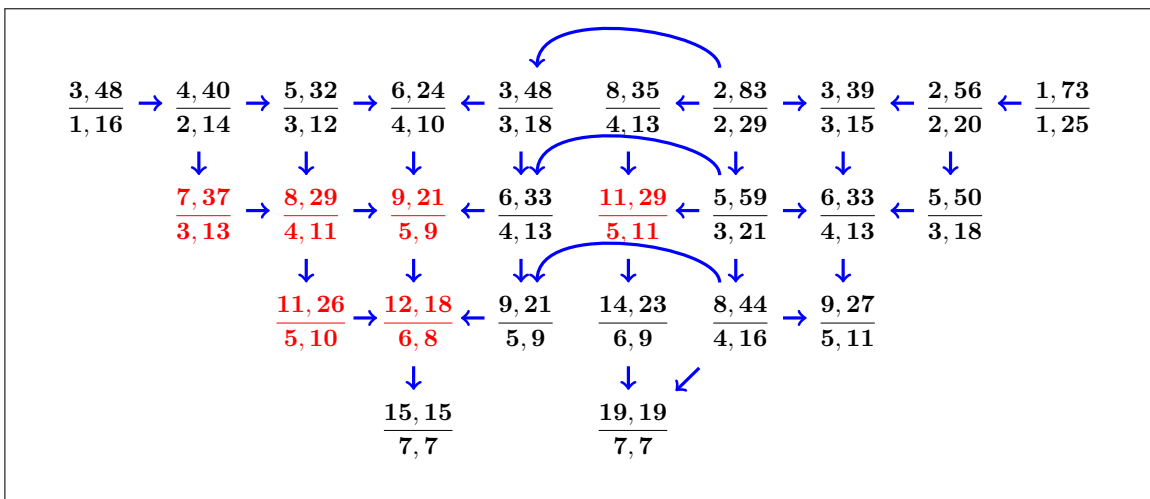 3, 48 4, 40 5, 32 6, 24 3, 48 8, 35 2, 83 3, 39 2, 56 1, 73
1, 16 2, 14 3, 12 4, 10 3, 18 4, 13 2, 29 3, 15 2, 20 1, 25
7, 37 8, 29 9, 21 6, 33 11, 29 5, 59 6, 33 5, 50
3, 13 4, 11 5, 9 4, 13 5, 11 3, 21 4, 13 3, 18
11, 26 12, 18 9, 21 14, 23 8, 44 9, 27
5, 10 6, 8 5, 9 6, 9 4, 16 5, 11
15, 15 19, 19
7, 7 7, 7